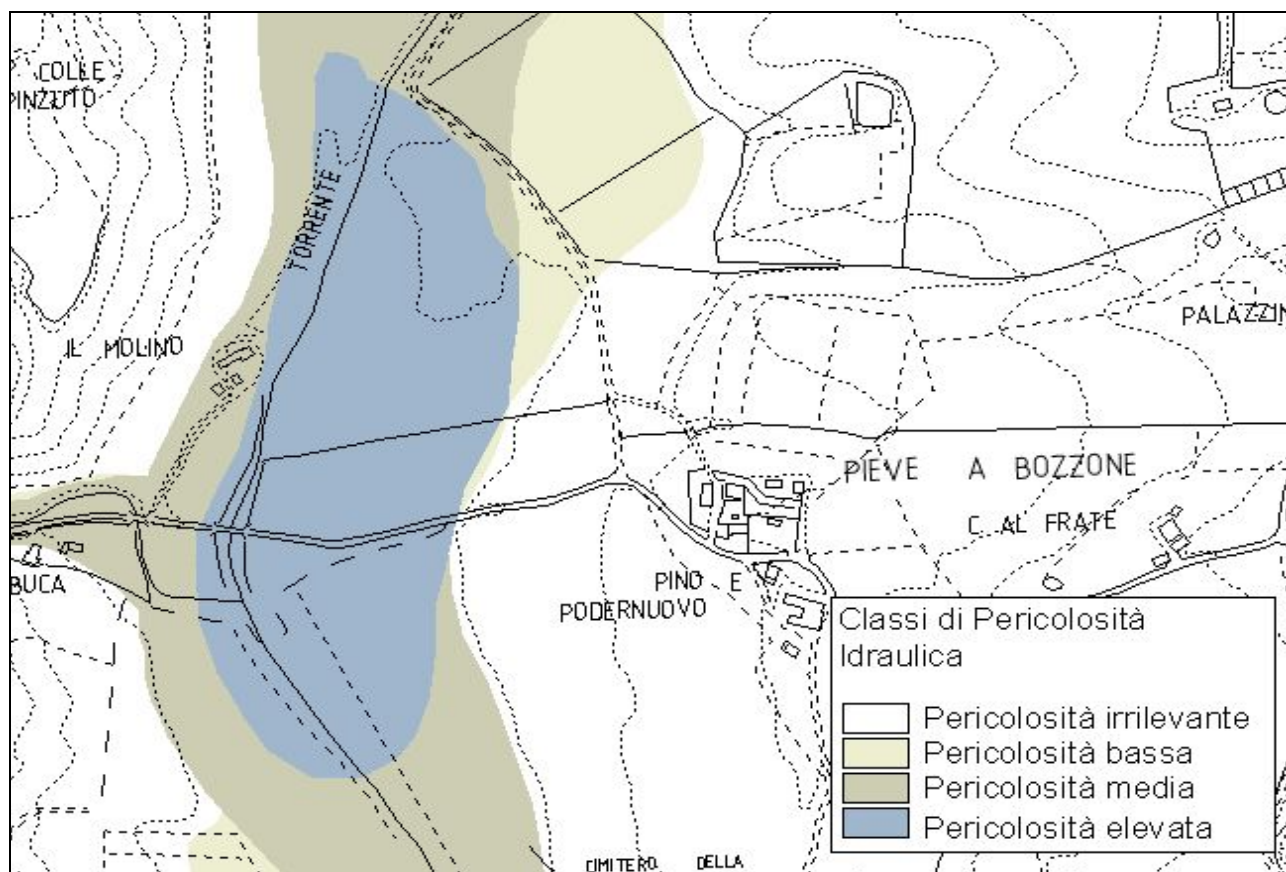 COLLE
PINZUTO
TORRENTE
IL MOLINO
PALAZZIN
PIEVE A BOZZONE
C. AL FRATE
BUCA
PINO E
PODERNUOVO
CIMITERO DELLA
Classi di Pericolosità
Idraulica
Pericolosità irrilevante
Pericolosità bassa
Pericolosità media
Pericolosità elevata